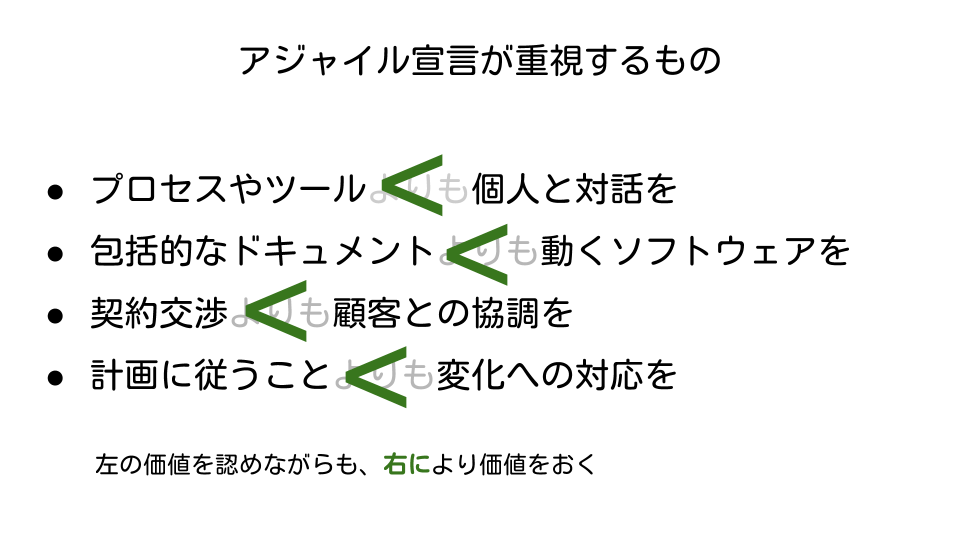 アジャイル宣言が重視するもの
● プロセスやツールよりも個人と対話を
● 包括的なドキュメントよりも動くソフトウェアを
● 契約交渉よりも顧客との協調を
● 計画に従うことよりも変化への対応を
左の価値を認めながらも、右により価値をおく